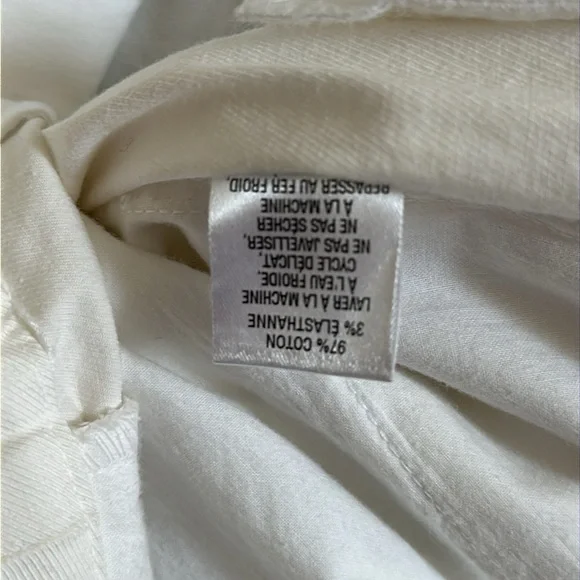 97% COTON
3% ÉLASTHANNE
LAVER À LA MACHINE
À L'EAU FROIDE,
CYCLE DÉLICAT,
NE PAS JAVELLISER,
NE PAS SÉCHER
À LA MACHINE
REPASSER AU FER FROID,